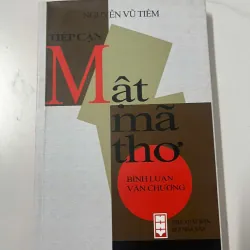 NGUYỄN VŨ TIỀM
TIẾP CẬN
Mật
mã
thơ
BÌNH LUẬN
VĂN CHƯƠNG